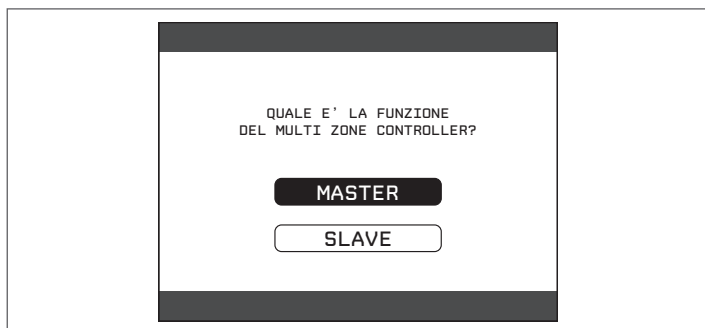 QUALE E' LA FUNZIONE
DEL MULTI ZONE CONTROLLER?
MASTER
SLAVE